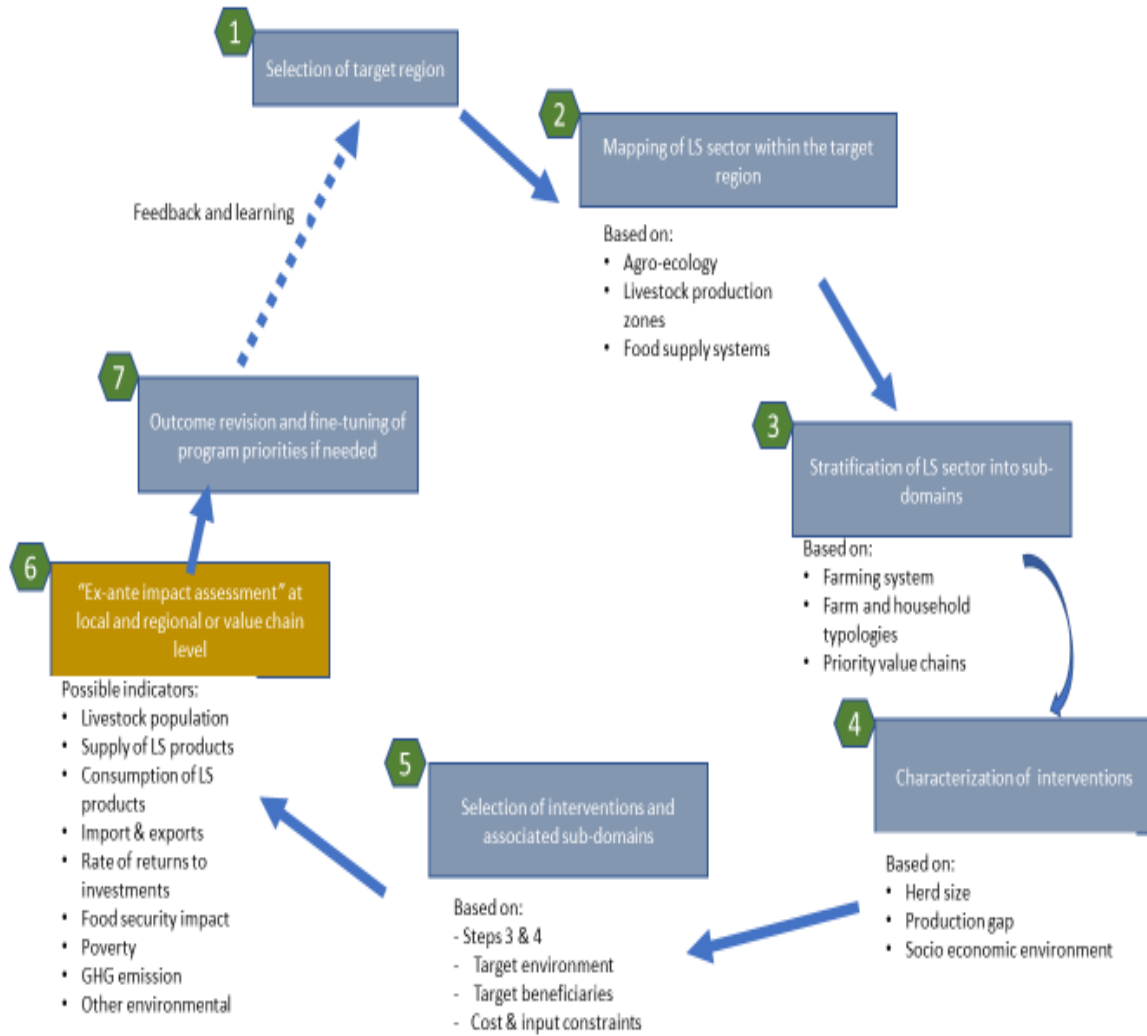 1
Selection of target region
2
Mapping of LS sector within the target
region
Based on:
• Agro-ecology
• Livestock production
zones
• Food supply systems
Feedback and learning
3
Stratification of LS sector into sub-
domains
Based on:
• Farming system
• Farm and household
typologies
• Priority value chains
4
Characterization of interventions
Based on:
• Herd size
• Production gap
• Socio economic environment
5
Selection of interventions and
associated sub-domains
Based on:
- Steps 3 & 4
- Target environment
- Target beneficiaries
- Cost & input constraints
6
"Ex-ante impact assessment" at
local and regional or value chain
level
Possible indicators:
• Livestock population
• Supply of LS products
• Consumption of LS
products
• Import & exports
• Rate of returns to
investments
• Food security impact
• Poverty
• GHG emission
• Other environmental
7
Outcome revision and fine-tuning of
program priorities if needed